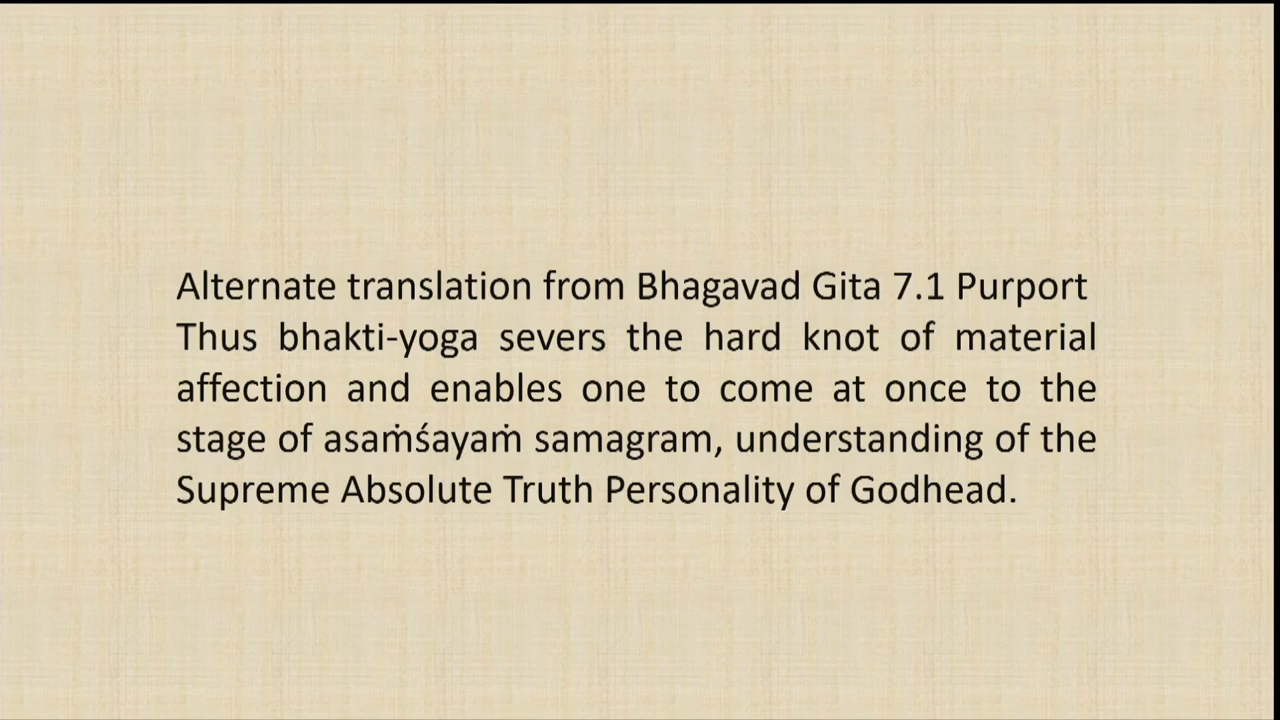 Alternate translation from Bhagavad Gita 7.1 Purport
Thus bhakti-yoga severs the hard knot of material
affection and enables one to come at once to the
stage of asaṁśayaṁ samagram, understanding of the
Supreme Absolute Truth Personality of Godhead.